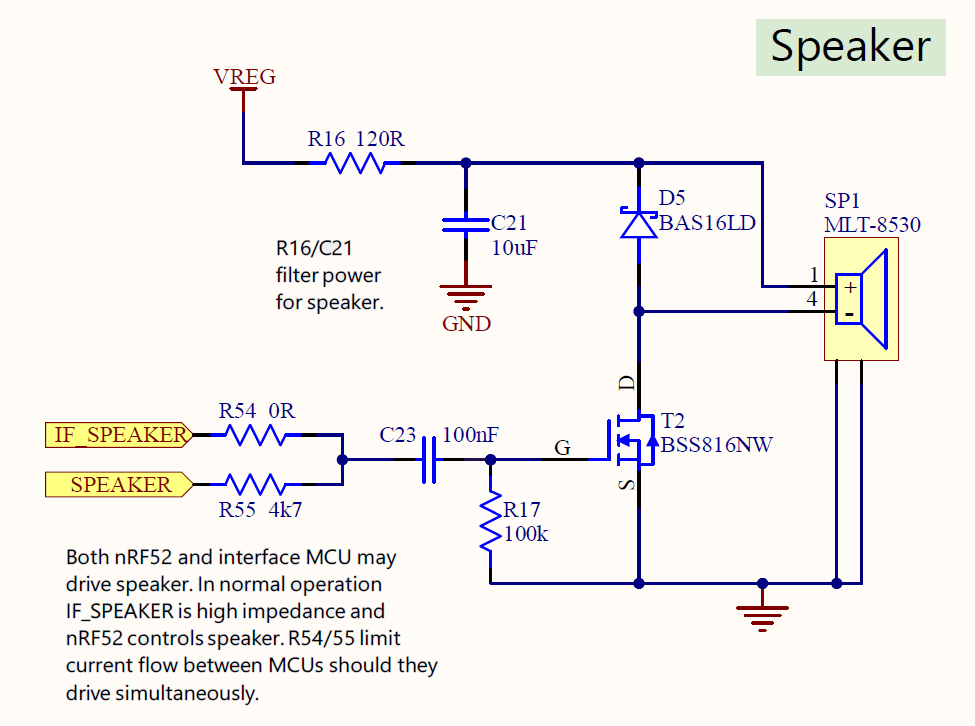 Speaker
VREG
R16 120R
D5
BAS16LD
SP1
MLT-8530
C21
10uF
R16/C21
filter power
for speaker.
1
+
4
-
GND
D
R54 0R
IF_SPEAKER
C23 100nF
T2
BSS816NW
G
SPEAKER
S
R55 4k7
R17
100k
Both nRF52 and interface MCU may
drive speaker. In normal operation
IF_SPEAKER is high impedance and
nRF52 controls speaker. R54/55 limit
current flow between MCUs should they
drive simultaneously.